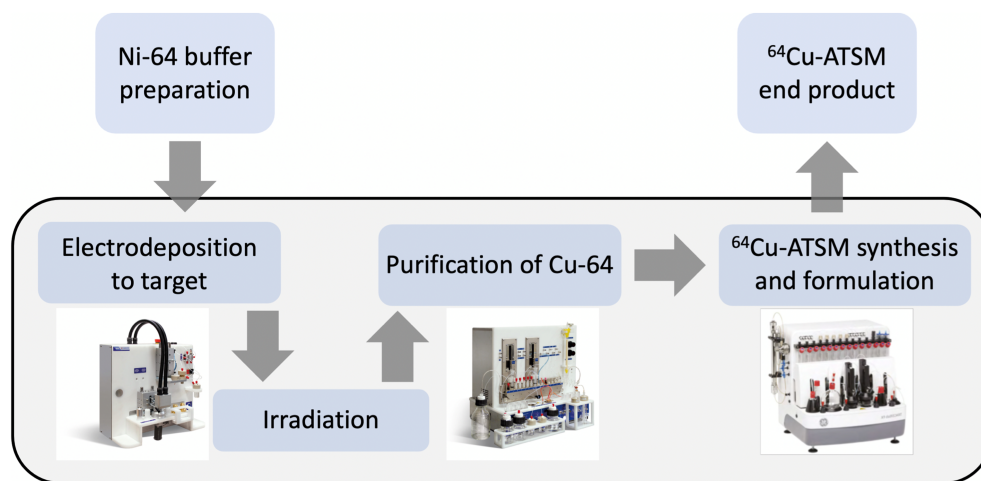 Ni-64 buffer
preparation
⁶⁴Cu-ATSM
end product
Electrodeposition
to target
Purification of Cu-64
⁶⁴Cu-ATSM synthesis
and formulation
Irradiation